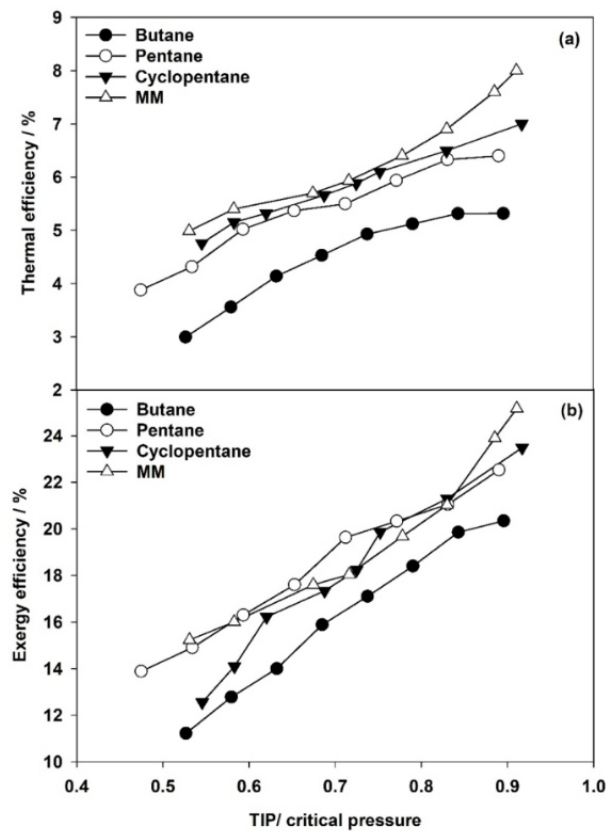 9
8
7
6
5
4
3
2
Thermal efficiency / %
Butane
Pentane
Cyclopentane
MM
(a)
24
22
20
18
16
14
12
10
Exergy efficiency / %
Butane
Pentane
Cyclopentane
MM
(b)
0.4 0.5 0.6 0.7 0.8 0.9 1.0
TIP/ critical pressure